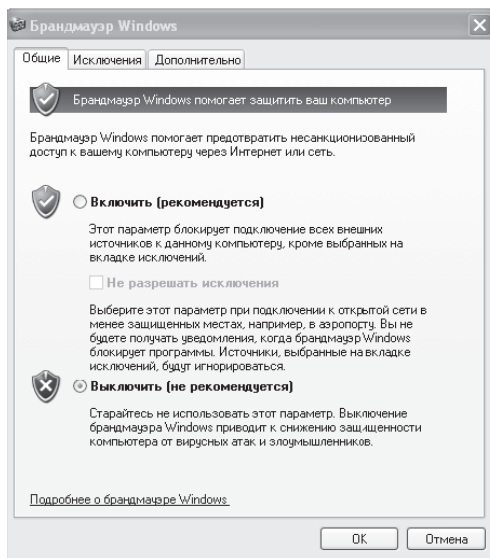 Брандмауэр Windows
Общие Исключения Дополнительно
Брандмауэр Windows помогает защитить ваш компьютер
Брандмауэр Windows помогает предотвратить несанкционированный
доступ к вашему компьютеру через Интернет или сеть.
Включить (рекомендуется)
Этот параметр блокирует подключение всех внешних
источников к данному компьютеру, кроме выбранных на
вкладке исключений.
Не разрешать исключения
Выберите этот параметр при подключении к открытой сети в
менее защищенных местах, например, в аэропорту. Вы не
будете получать уведомления, когда брандмауэр Windows
блокирует программы. Источники, выбранные на вкладке
исключений, будут игнорироваться.
Выключить (не рекомендуется)
Старайтесь не использовать этот параметр. Выключение
брандмауэра Windows приводит к снижению защищенности
компьютера от вирусных атак и злоумышленников.
Подробнее о брандмауэре Windows
ОК Отмена